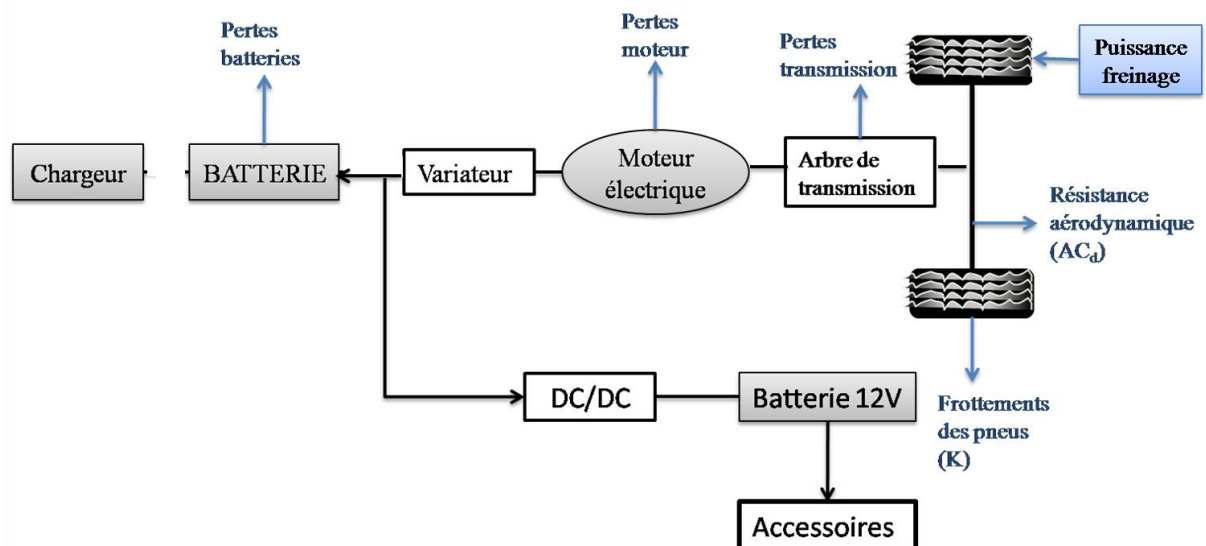 Pertes
batteries
Pertes
moteur
Pertes
transmission
Puissance
freinage
Chargeur
BATTERIE
Variateur
Moteur
électrique
Arbre de
transmission
Résistance
aérodynamique
(ACd)
DC/DC
Batterie 12V
Frottements
des pneus
(K)
Accessoires